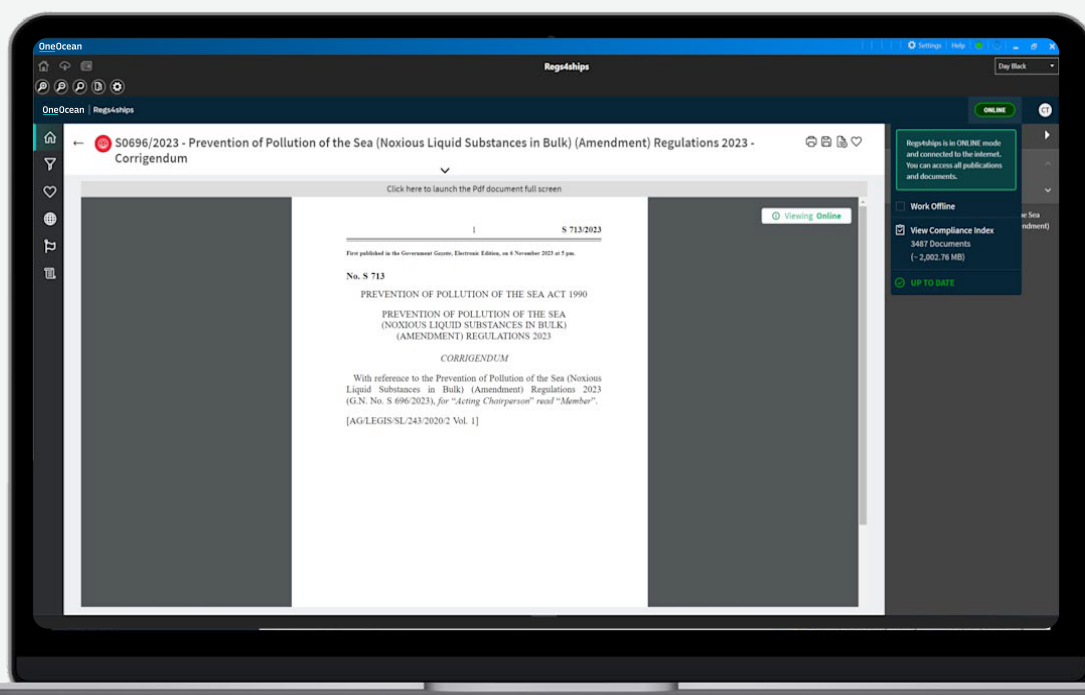 OneOcean
Settings Help
Regs4ships
Day Black
OneOcean | Regs4ships
ONLINE
CT
S0696/2023 - Prevention of Pollution of the Sea (Noxious Liquid Substances in Bulk) (Amendment) Regulations 2023 -
Corrigendum
Click here to launch the Pdf document full screen
Viewing Online
1 S 713/2023
First published in the Government Gazette, Electronic Edition, on 6 November 2023 at 5 pm.
No. S 713
PREVENTION OF POLLUTION OF THE SEA ACT 1990
PREVENTION OF POLLUTION OF THE SEA
(NOXIOUS LIQUID SUBSTANCES IN BULK)
(AMENDMENT) REGULATIONS 2023
CORRIGENDUM
With reference to the Prevention of Pollution of the Sea (Noxious
Liquid Substances in Bulk) (Amendment) Regulations 2023
(G.N. No. S 696/2023), for “Acting Chairperson” read “Member”.
[AG/LEGIS/SL/243/2020/2 Vol. 1]
Regs4ships is in ONLINE mode
and connected to the internet.
You can access all publications
and documents.
Work Offline
View Compliance Index
3487 Documents
(~ 2,002.76 MB)
UP TO DATE
Sea